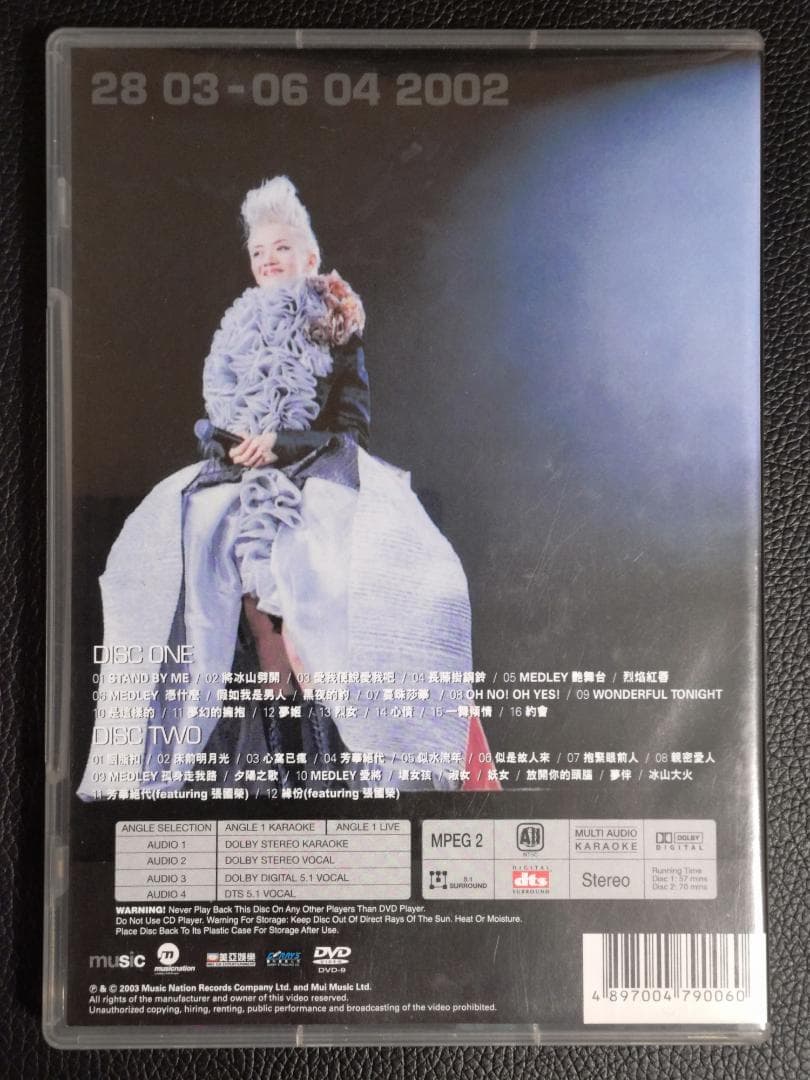 28 03-06 04 2002
DISC ONE
01 STAND BY ME / 02 將冰山劈開 / 03 愛我便說愛我吧 / 04 長藤掛銅鈴 / 05 MEDLEY 艷舞台 / 烈焰紅唇
06 MEDLEY 憑什麼 / 假如我是男人 / 黑夜的豹 / 07 蔓珠莎華 / 08 OH NO! OH YES! / 09 WONDERFUL TONIGHT
10 是這樣的 / 11 夢幻的擁抱 / 12 夢姬 / 13 烈女 / 14 心債 / 15 一舞傾情 / 16 約會
DISC TWO
01 / 02 床前明月光 / 03 心窩已瘋 / 04 芳華絕代 / 05 似水流年 / 06 似是故人來 / 07 抱緊眼前人 / 08 親密愛人
09 MEDLEY 孤身走我路 / 夕陽之歌 / 10 MEDLEY 愛將 / 壞女孩 / 淑女 / 妖女 / 放開你的頭腦 / 夢伴 / 冰山大火
11 芳華絕代(featuring 張國榮) / 12 緣份(featuring 張國榮)
ANGLE SELECTION ANGLE 1 KARAOKE ANGLE 1 LIVE
AUDIO 1 DOLBY STEREO KARAOKE
AUDIO 2 DOLBY STEREO VOCAL
AUDIO 3 DOLBY DIGITAL 5.1 VOCAL
AUDIO 4 DTS 5.1 VOCAL
MPEG 2 All NTSC MULTI AUDIO KARAOKE DOLBY DIGITAL
5.1 SURROUND DIGITAL dts SURROUND Stereo Running Time
Disc 1: 57 mins
Disc 2: 70 mins
WARNING! Never Play Back This Disc On Any Other Players Than DVD Player.
Do Not Use CD Player. Warning For Storage: Keep Disc Out Of Direct Rays Of The Sun. Heat Or Moisture.
Place Disc Back To Its Plastic Case For Storage After Use.
music musicnation 美亞娛樂 DVD VIDEO DVD-9
℗ & © 2003 Music Nation Records Company Ltd. and Mui Music Ltd.
All rights of the manufacturer and owner of this video reserved.
Unauthorized copying, hiring, renting, public performance and broadcasting of the video prohibited.
4 897004 790060